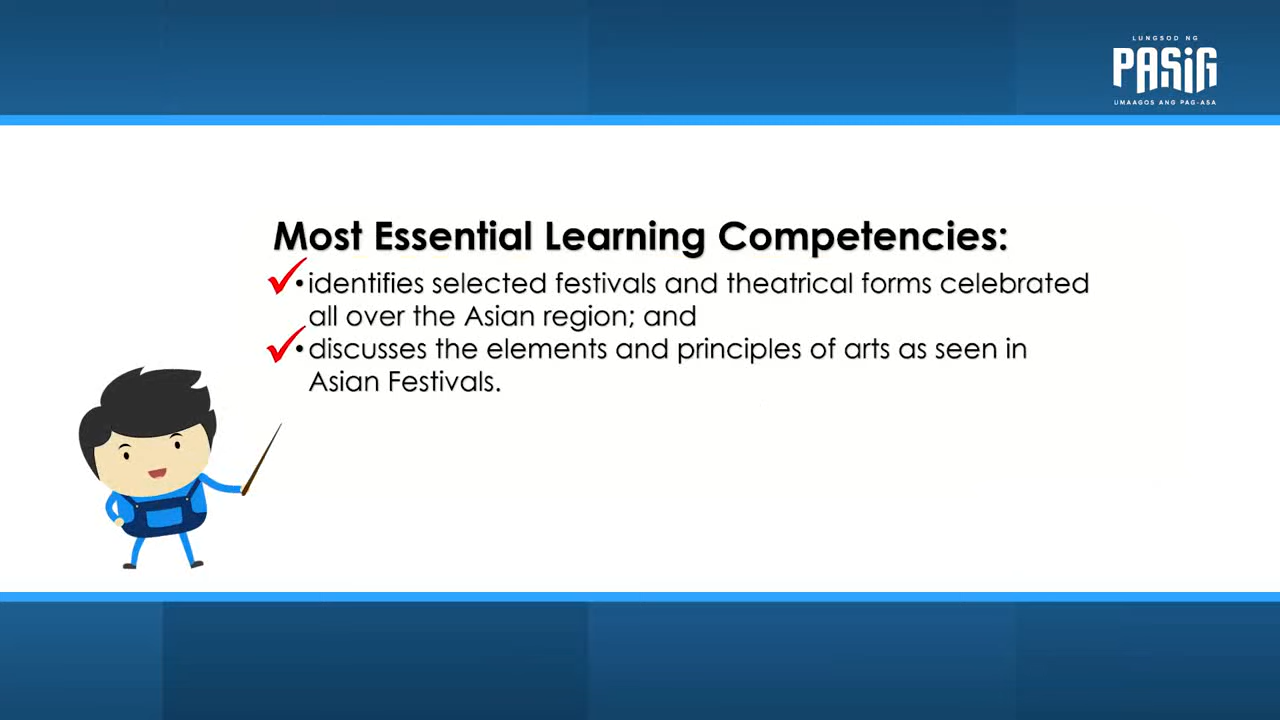 LUNGSOD NG
PASIG
UMAAGOS ANG PAG-ASA
Most Essential Learning Competencies:
• identifies selected festivals and theatrical forms celebrated
all over the Asian region; and
• discusses the elements and principles of arts as seen in
Asian Festivals.